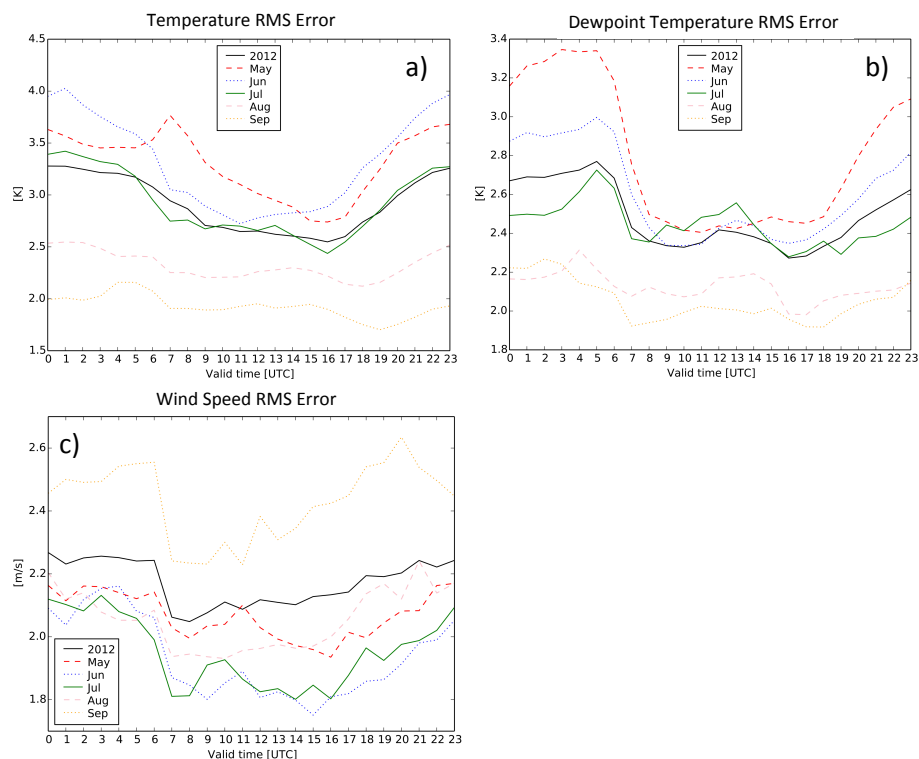 Temperature RMS Error
4.5
4.0
3.5
3.0
2.5
2.0
1.5
[K]
2012
May
Jun
Jul
Aug
Sep
a)
0 1 2 3 4 5 6 7 8 9 10 11 12 13 14 15 16 17 18 19 20 21 22 23
Valid time [UTC]
Dewpoint Temperature RMS Error
3.4
3.2
3.0
2.8
2.6
2.4
2.2
2.0
1.8
[K]
2012
May
Jun
Jul
Aug
Sep
b)
0 1 2 3 4 5 6 7 8 9 10 11 12 13 14 15 16 17 18 19 20 21 22 23
Valid time [UTC]
Wind Speed RMS Error
c)
2.6
2.4
2.2
2.0
1.8
[m/s]
2012
May
Jun
Jul
Aug
Sep
0 1 2 3 4 5 6 7 8 9 10 11 12 13 14 15 16 17 18 19 20 21 22 23
Valid time [UTC]